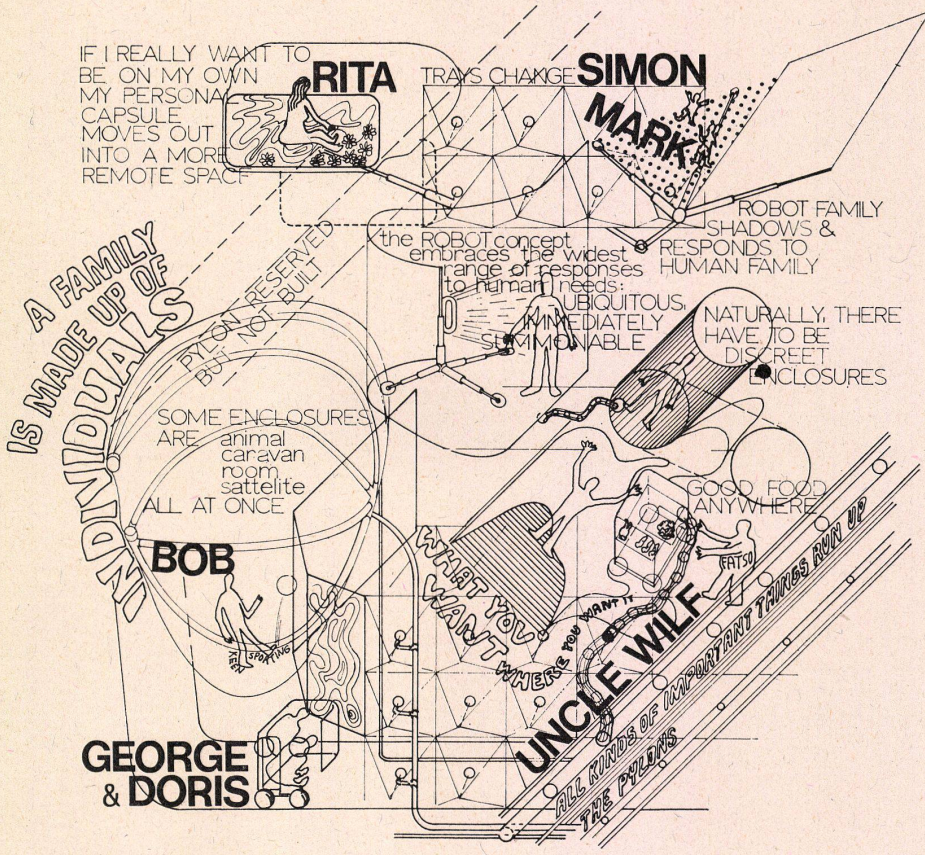 IF I REALLY WANT TO
BE ON MY OWN
MY PERSONAL
CAPSULE
MOVES OUT
INTO A MORE
REMOTE SPACE
RITA
TRAYS CHANGE
SIMON
MARK
ROBOT FAMILY
SHADOWS &
RESPONDS TO
HUMAN FAMILY
the ROBOT concept
embraces the widest
range of responses
to human needs:
UBIQUITOUS,
IMMEDIATELY
SUMMONABLE
A FAMILY
IS MADE UP OF
INDIVIDUALS
PYLON RESERVED
BUT NOT BUILT
NATURALLY, THERE
HAVE TO BE
DISCREET
ENCLOSURES
SOME ENCLOSURES
ARE animal
caravan
room
sattelite
ALL AT ONCE
GOOD FOOD
ANYWHERE
FATSO
BOB
KEEN SPORTING
WHAT YOU
WANT
WHERE YOU WANT IT
UNCLE WILF
ALL KINDS OF IMPORTANT THINGS RUN UP
THE PYLONS
GEORGE
& DORIS